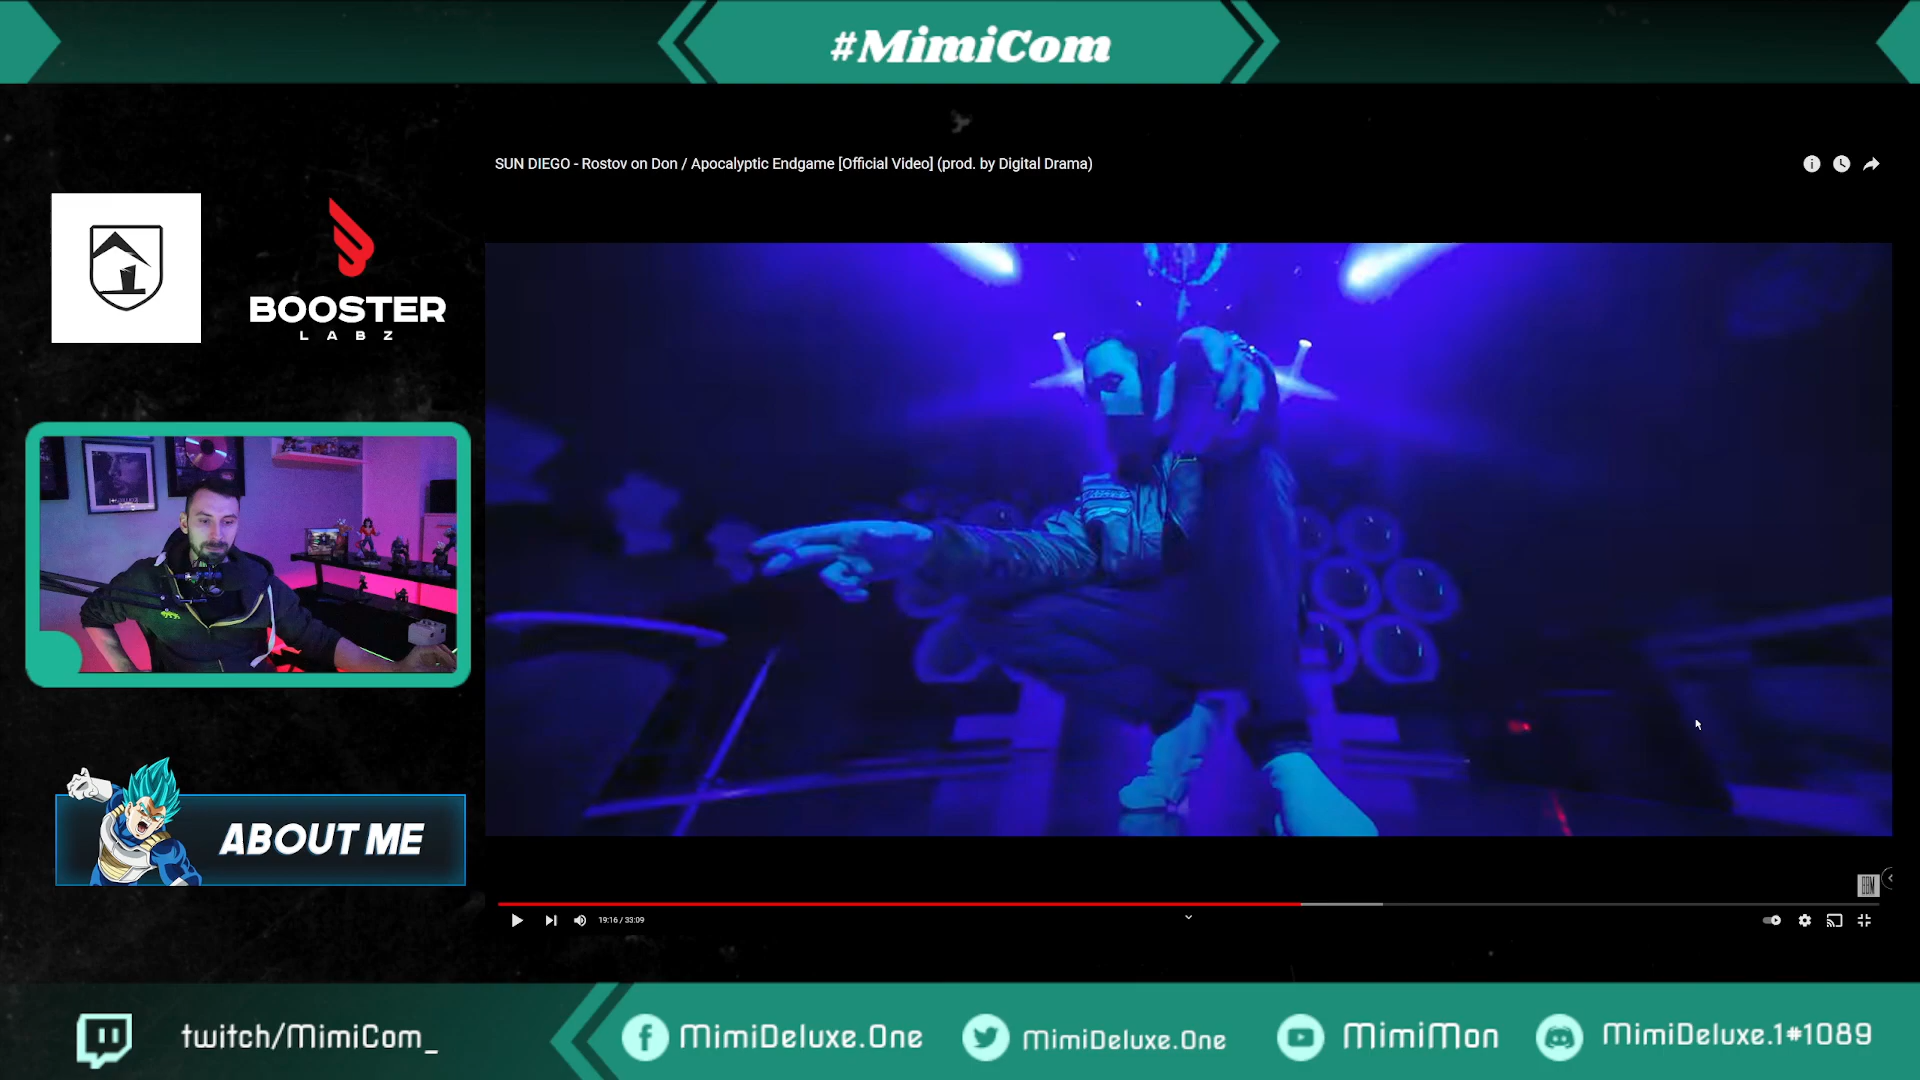 #MimiCom
SUN DIEGO - Rostov on Don / Apocalyptic Endgame [Official Video] (prod. by Digital Drama)
BOOSTER
LABZ
ABOUT ME
19:16 / 33:09
twitch/MimiCom_
MimiDeluxe.One
MimiDeluxe.One
MimiMon
MimiDeluxe.1#1089